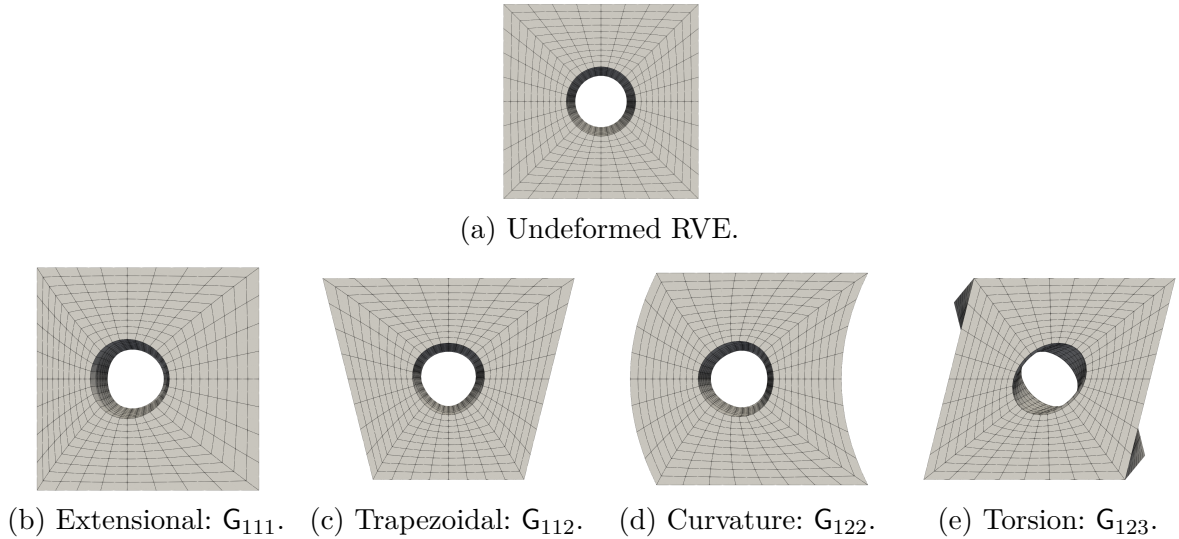 (a) Undeformed RVE.
(b) Extensional: G₁₁₁. (c) Trapezoidal: G₁₁₂. (d) Curvature: G₁₂₂. (e) Torsion: G₁₂₃.